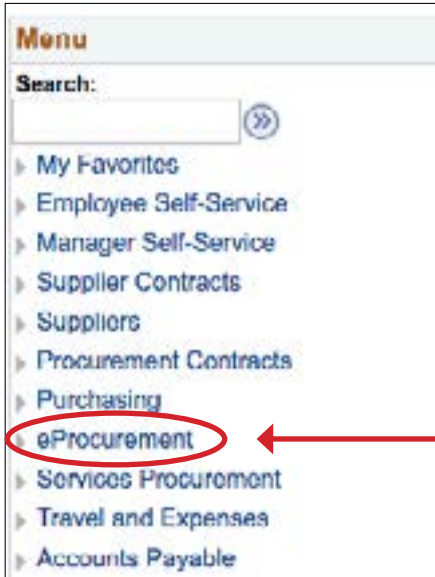 Menu
Search:
My Favorites
Employee Self-Service
Manager Self-Service
Supplier Contracts
Suppliers
Procurement Contracts
Purchasing
eProcurement
Services Procurement
Travel and Expenses
Accounts Payable